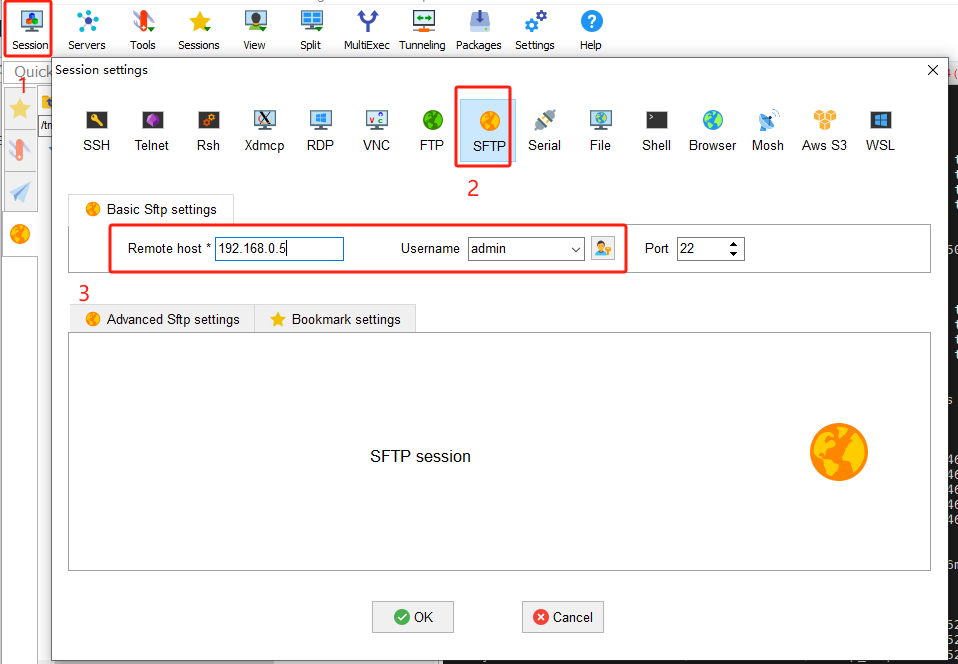 Session Servers Tools Sessions View Split MultiExec Tunneling Packages Settings Help
Quick
1
Session settings
/tm
SSH Telnet Rsh Xdmcp RDP VNC FTP SFTP Serial File Shell Browser Mosh Aws S3 WSL
2
Basic Sftp settings
Remote host * 192.168.0.5 Username admin Port 22
3
Advanced Sftp settings Bookmark settings
SFTP session
OK Cancel